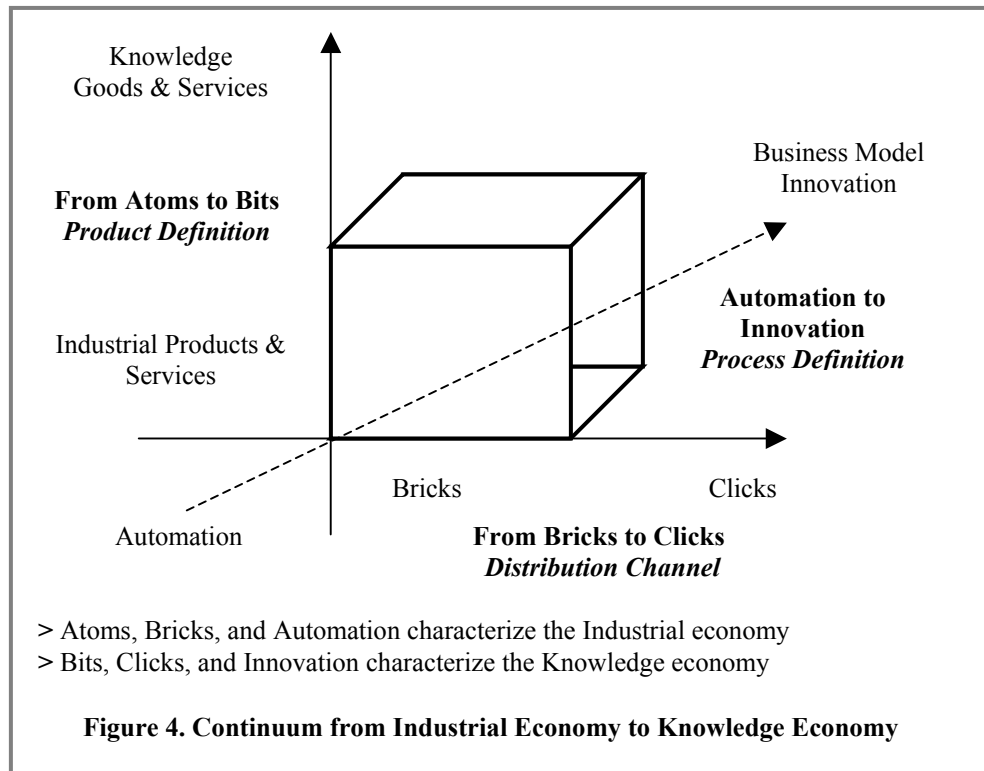 Knowledge
Goods & Services
Business Model
Innovation
From Atoms to Bits
Product Definition
Automation to
Innovation
Process Definition
Industrial Products &
Services
Bricks
Clicks
Automation
From Bricks to Clicks
Distribution Channel
> Atoms, Bricks, and Automation characterize the Industrial economy
> Bits, Clicks, and Innovation characterize the Knowledge economy
Figure 4. Continuum from Industrial Economy to Knowledge Economy